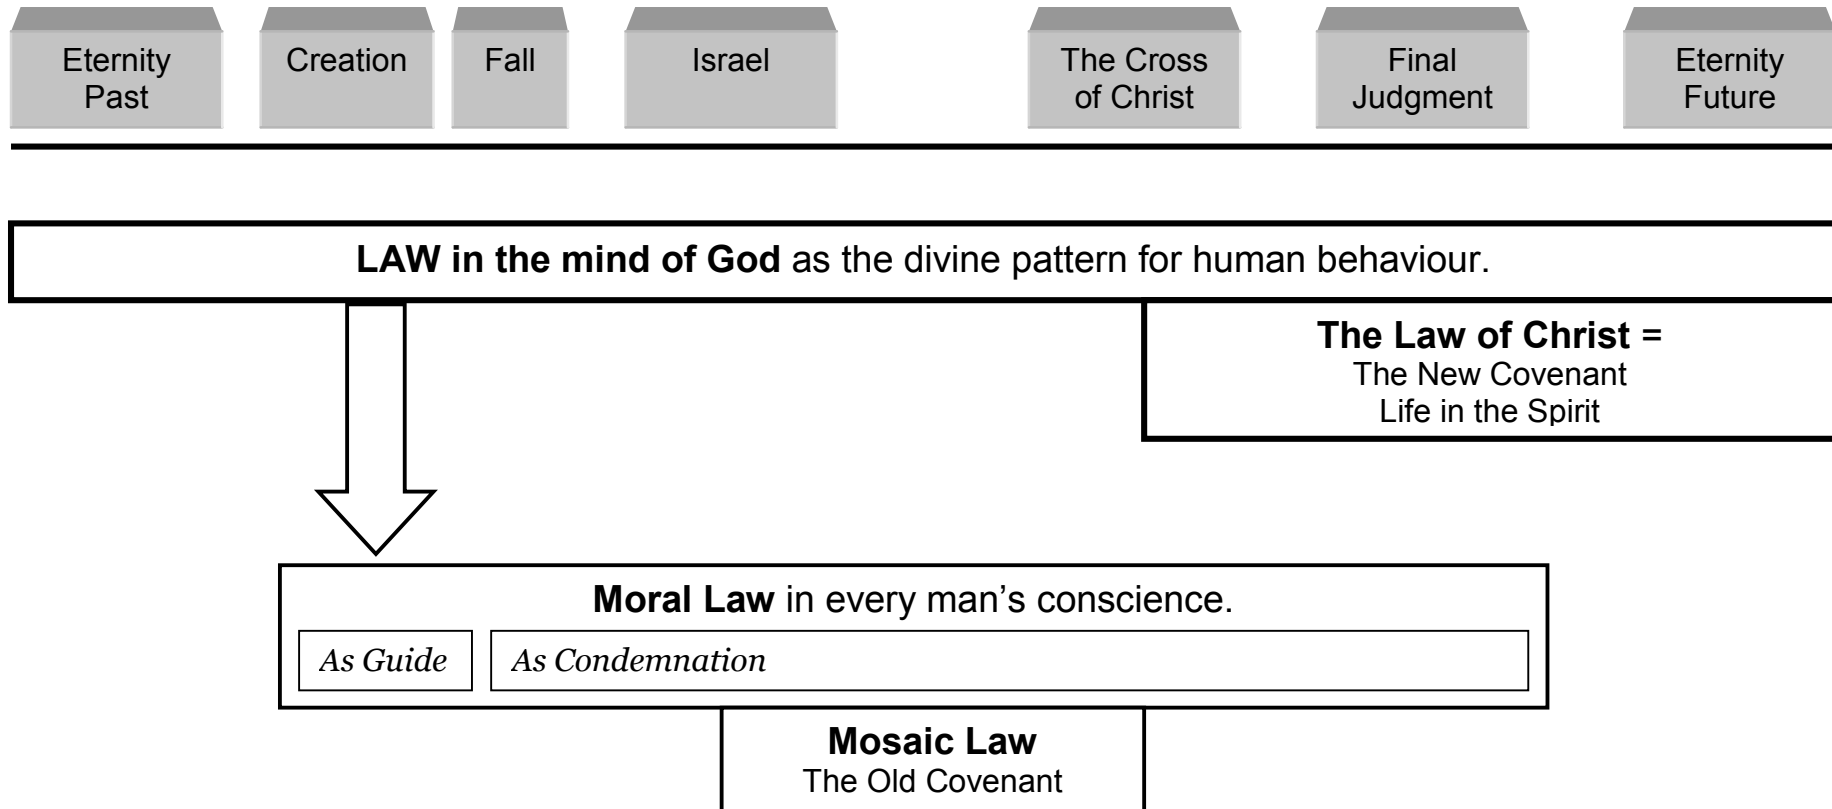 Eternity
Past
Creation
Fall
Israel
The Cross
of Christ
Final
Judgment
Eternity
Future
LAW in the mind of God as the divine pattern for human behaviour.
The Law of Christ =
The New Covenant
Life in the Spirit
Moral Law in every man's conscience.
As Guide
As Condemnation
Mosaic Law
The Old Covenant